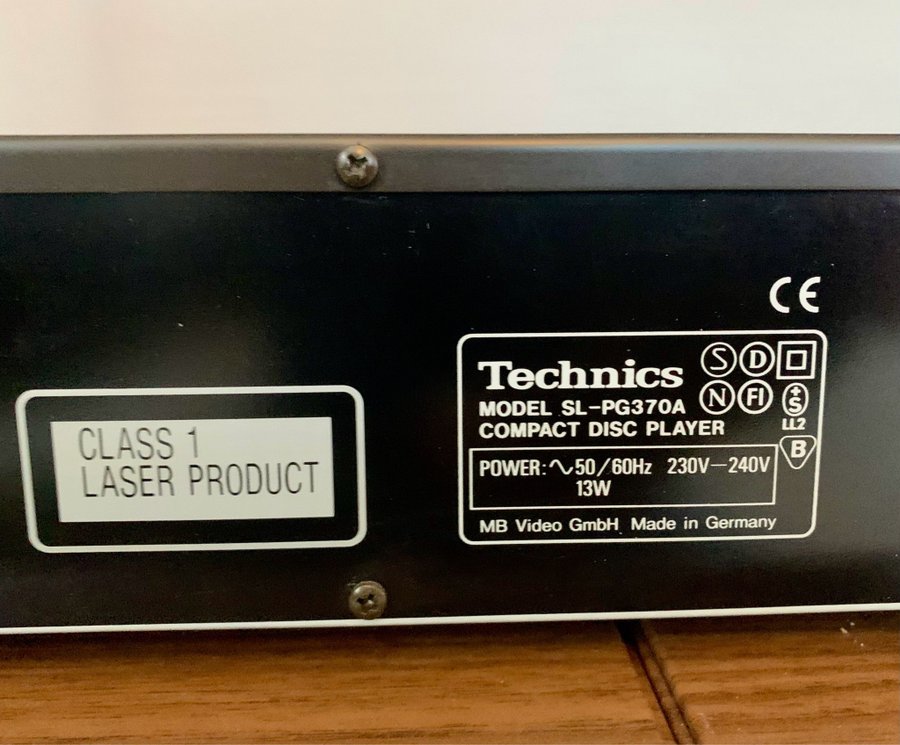 CE
Technics
S D
MODEL SL-PG370A
N FI
S
COMPACT DISC PLAYER
LL2
B
POWER: ∿50/60Hz 230V—240V
13W
MB Video GmbH Made in Germany
CLASS 1
LASER PRODUCT